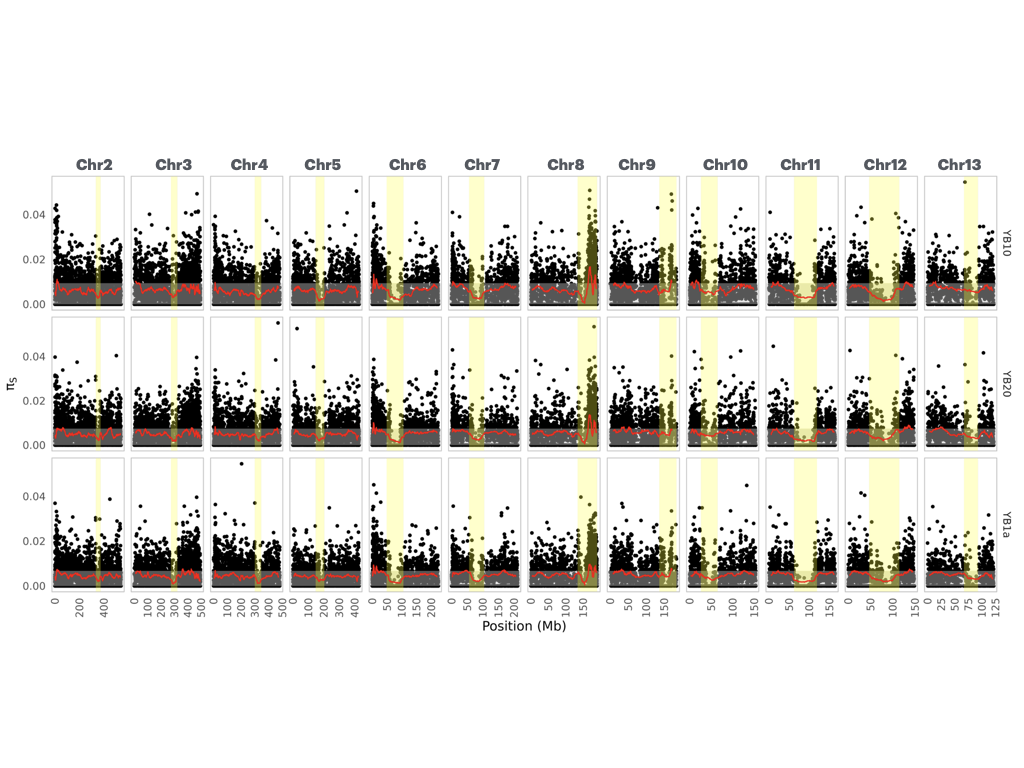 Chr2 Chr3 Chr4 Chr5 Chr6 Chr7 Chr8 Chr9 Chr10 Chr11 Chr12 Chr13
0.04
0.02
0.00
YB10
0.04
0.02
0.00
YB20
πS
0.04
0.02
0.00
YB1a
0 200 400 0 100 200 300 400 500 0 100 200 300 400 500 0 100 200 300 400 0 50 100 150 200 0 50 100 150 200 0 50 100 150 0 50 100 150 0 50 100 150 0 50 100 150 0 50 100 150 0 25 50 75 100 125
Position (Mb)